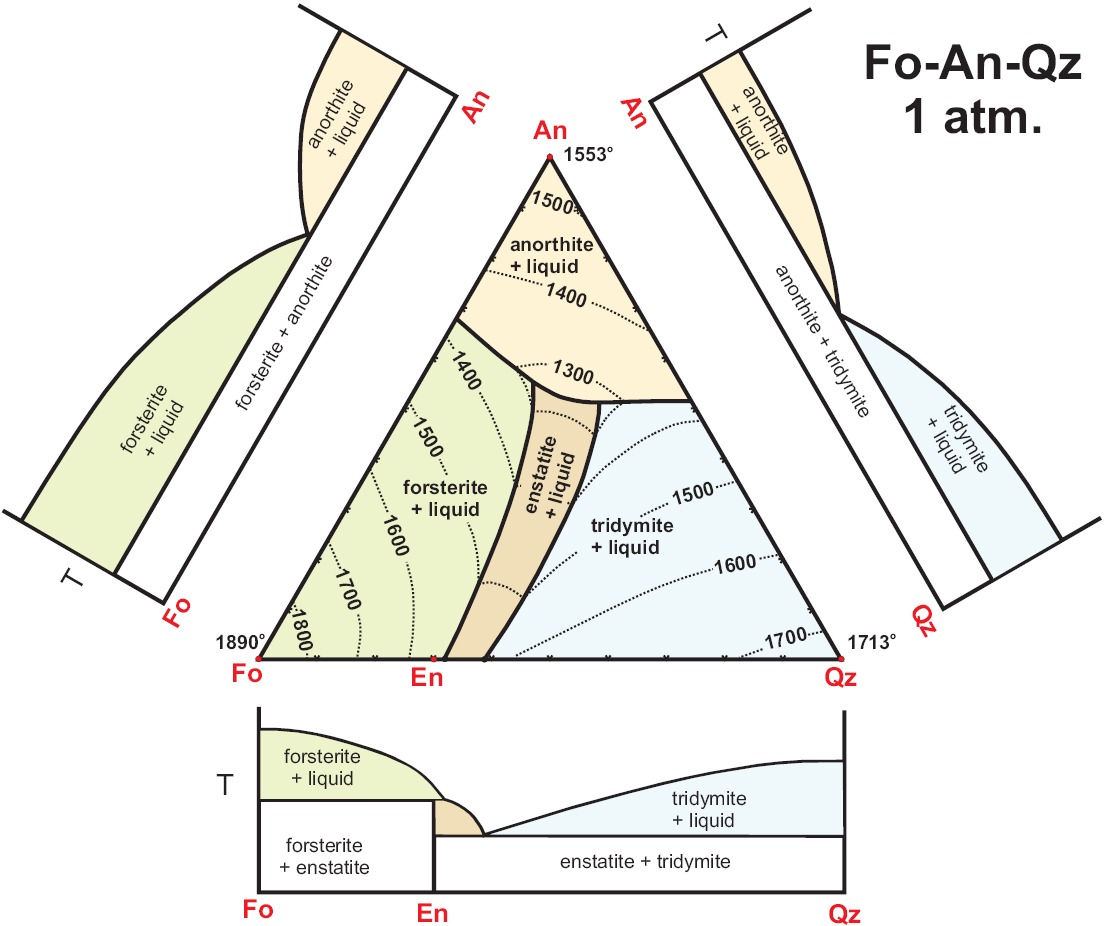 Fo-An-Qz
1 atm.
T
An
anorthite
+ liquid
forsterite
+ liquid
forsterite + anorthite
T
Fo
T
An
anorthite
+ liquid
anorthite + tridymite
tridymite
+ liquid
Qz
An
1553°
1500
anorthite
+ liquid
1400
1300
1400
1500
enstatite
+ liquid
forsterite
+ liquid
1500
tridymite
+ liquid
1600
1600
1700
1800
1700
1890°
1713°
Fo
En
Qz
forsterite
+ liquid
T
tridymite
+ liquid
forsterite
+ enstatite
enstatite + tridymite
Fo
En
Qz